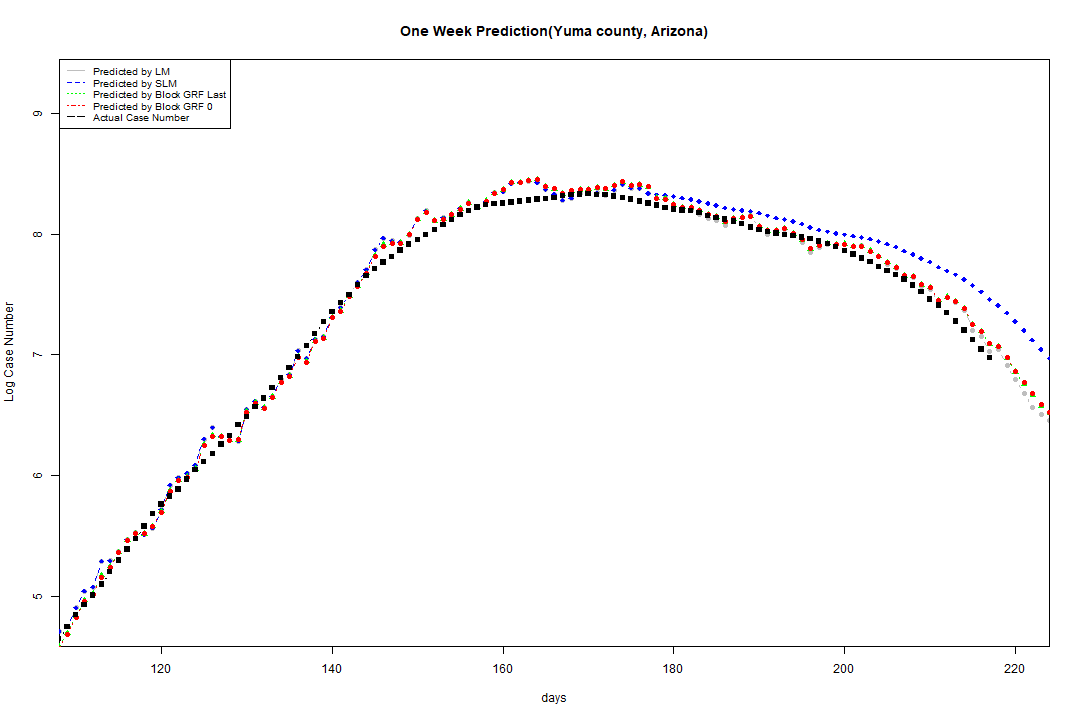 One Week Prediction(Yuma county, Arizona)
Predicted by LM
Predicted by SLM
Predicted by Block GRF Last
Predicted by Block GRF 0
Actual Case Number
9
8
7
6
5
Log Case Number
120 140 160 180 200 220
days